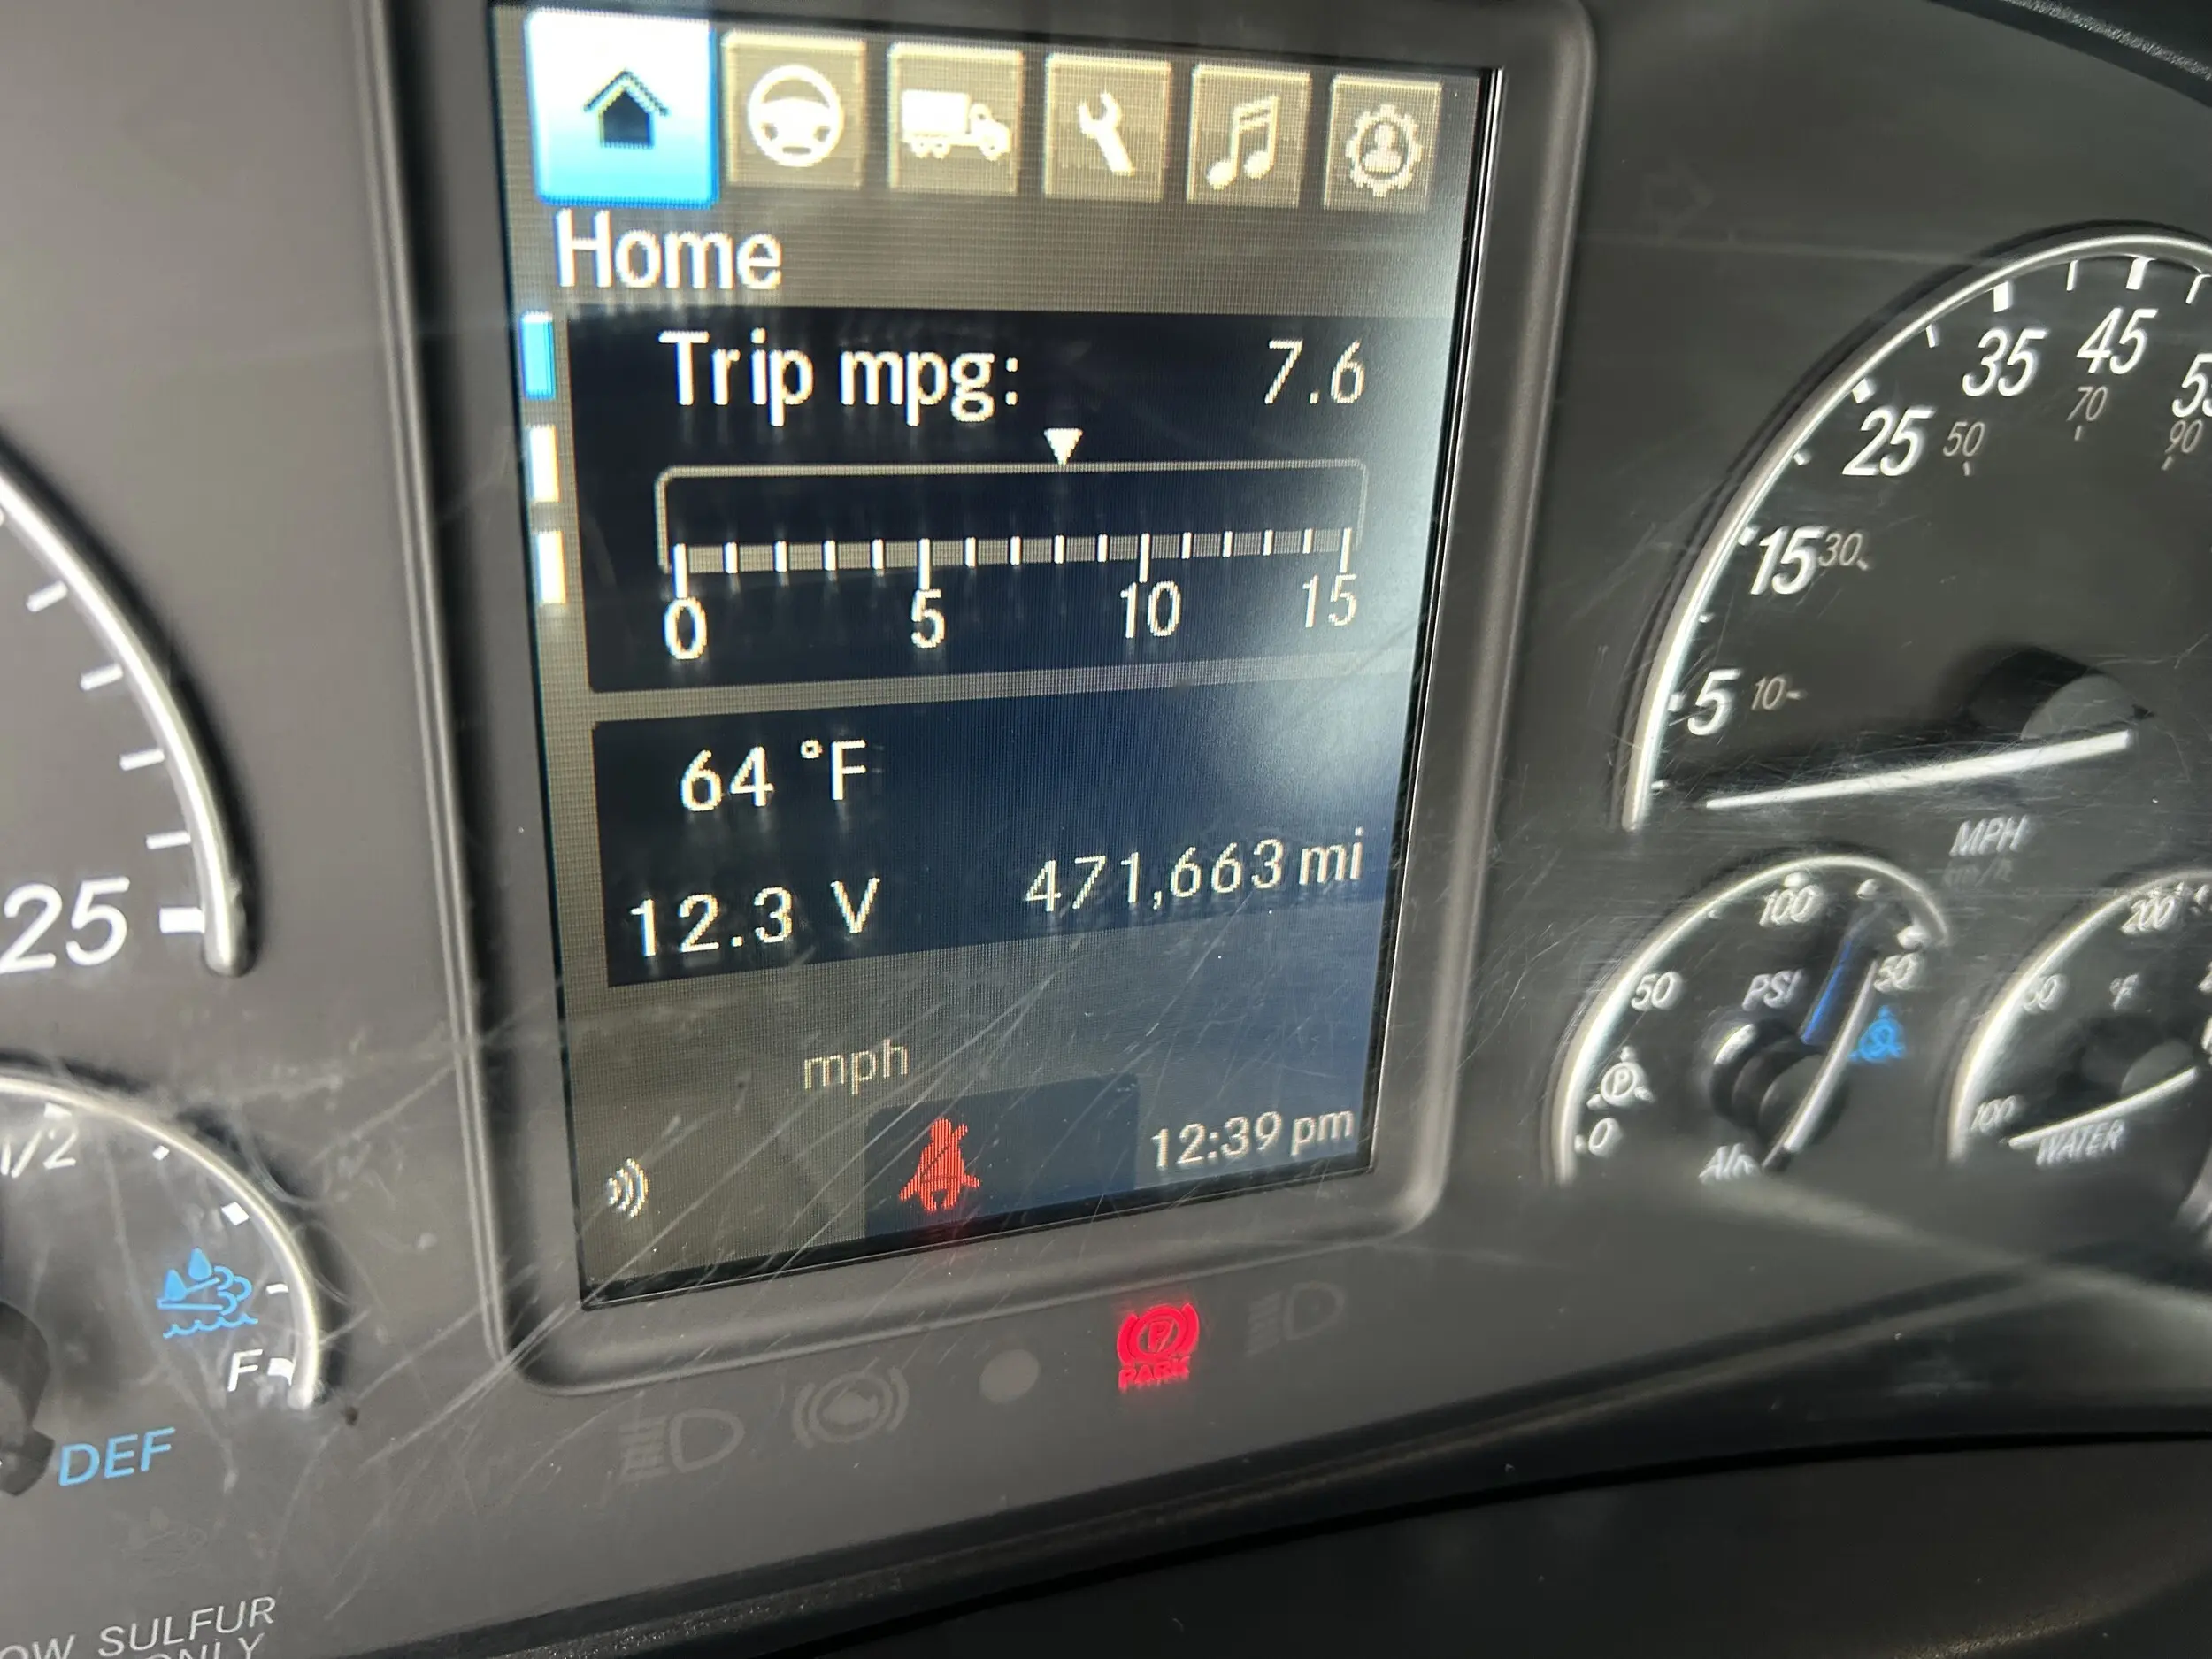 Home
Trip mpg: 7.6
0 5 10 15
64 °F
12.3 V 471,663 mi
mph
12:39 pm
PARK
25
1/2
F
DEF
SULFUR
ONLY
5 15 25 35 45
10 30 50 70 90
MPH
km/h
0 50 100
PSI
AIR
100 200
°F
WATER